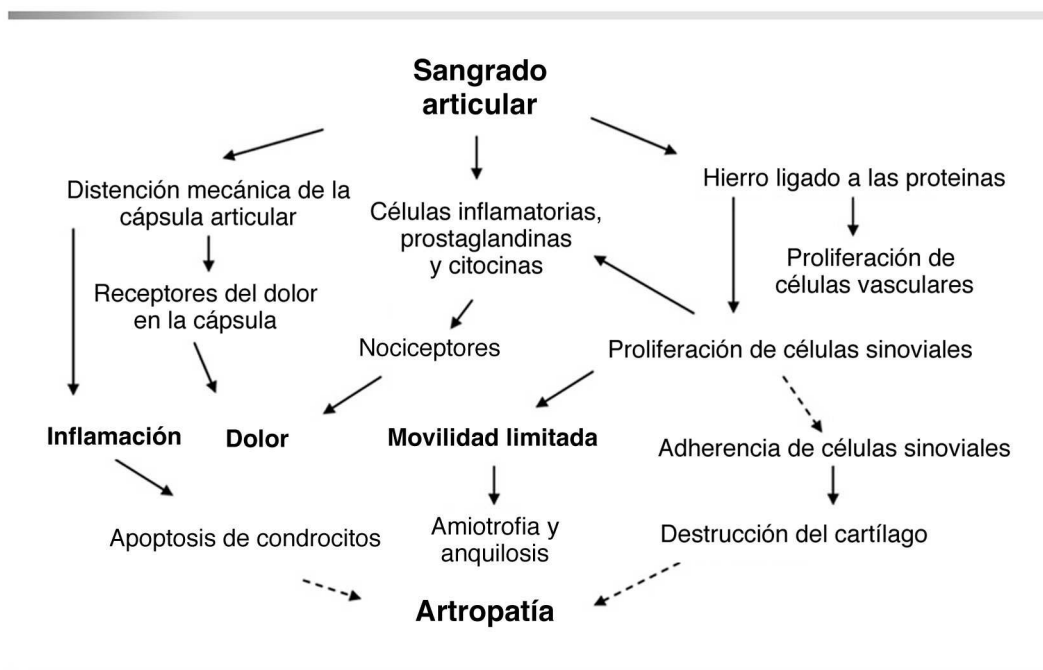 Sangrado
articular
Distención mecánica de la
cápsula articular
Células inflamatorias,
prostaglandinas
y citocinas
Hierro ligado a las proteinas
Receptores del dolor
en la cápsula
Proliferación de
células vasculares
Nociceptores
Proliferación de células sinoviales
Inflamación
Dolor
Movilidad limitada
Adherencia de células sinoviales
Apoptosis de condrocitos
Amiotrofia y
anquilosis
Destrucción del cartílago
Artropatía